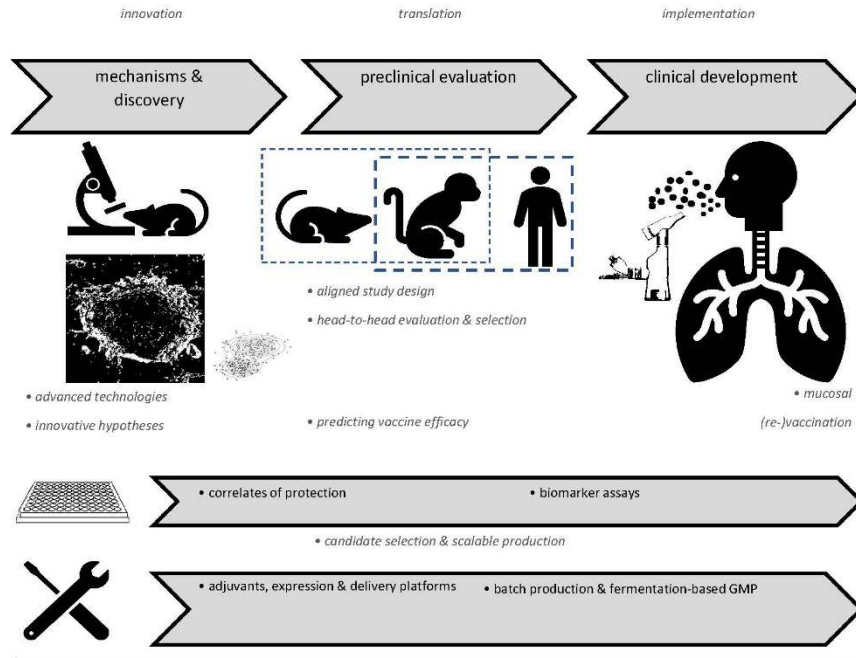 innovation
translation
implementation
mechanisms &
discovery
preclinical evaluation
clinical development
• aligned study design
• head-to-head evaluation & selection
• advanced technologies
• innovative hypotheses
• predicting vaccine efficacy
• mucosal
(re-)vaccination
• correlates of protection
• biomarker assays
• candidate selection & scalable production
• adjuvants, expression & delivery platforms
• batch production & fermentation-based GMP